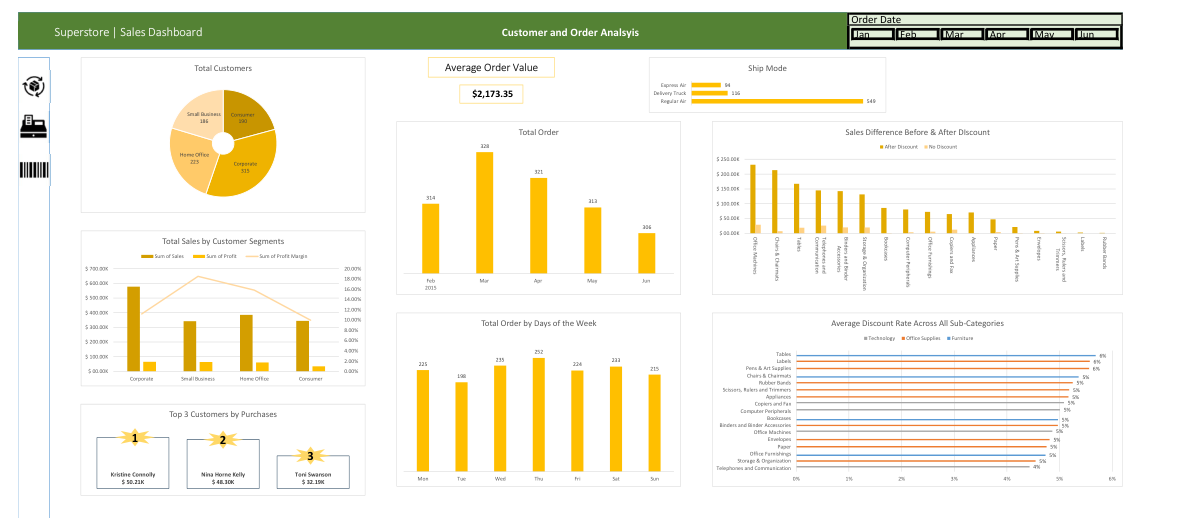 Superstore | Sales Dashboard
Customer and Order Analsyis
Order Date
Jan Feb Mar Apr May Jun
Total Customers
Small Business
186
Consumer
100
Home Office
223
Corporate
315
Average Order Value
$2,173.35
Ship Mode
Express Air 94
Delivery Truck 116
Regular Air 549
Total Order
314 328 321 313 306
Feb Mar Apr May Jun
2015
Sales Difference Before & After DIscount
After Discount No Discount
$ 250.00K
$ 200.00K
$ 150.00K
$ 100.00K
$ 50.00K
$ 00.00K
Office Machines
Chairs & Chairmats
Tables
Telephones and Communication
Binders and Binder Accessories
Storage & Organization
Bookcases
Computer Peripherals
Office Furnishings
Copiers and Fax
Appliances
Paper
Pens & Art Supplies
Envelopes
Scissors, Rulers and Trimmers
Labels
Rubber Bands
Total Sales by Customer Segments
Sum of Sales Sum of Profit Sum of Profit Margin
$ 700.00K
$ 600.00K
$ 500.00K
$ 400.00K
$ 300.00K
$ 200.00K
$ 100.00K
$ 00.00K
20.00%
18.00%
16.00%
14.00%
12.00%
10.00%
8.00%
6.00%
4.00%
2.00%
0.00%
Corporate Small Business Home Office Consumer
Total Order by Days of the Week
225 198 235 252 224 233 215
Mon Tue Wed Thu Fri Sat Sun
Average Discount Rate Across All Sub-Categories
Technology Office Supplies Furniture
Tables 6%
Labels 6%
Pens & Art Supplies 6%
Chairs & Chairmats 5%
Rubber Bands 5%
Scissors, Rulers and Trimmers 5%
Appliances 5%
Copiers and Fax 5%
Computer Peripherals 5%
Bookcases 5%
Binders and Binder Accessories 5%
Office Machines 5%
Envelopes 5%
Paper 5%
Office Furnishings 5%
Storage & Organization 5%
Telephones and Communication 4%
0% 1% 2% 3% 4% 5% 6%
Top 3 Customers by Purchases
1
Kristine Connolly
$ 50.21K
2
Nina Horne Kelly
$ 48.30K
3
Toni Swanson
$ 32.19K